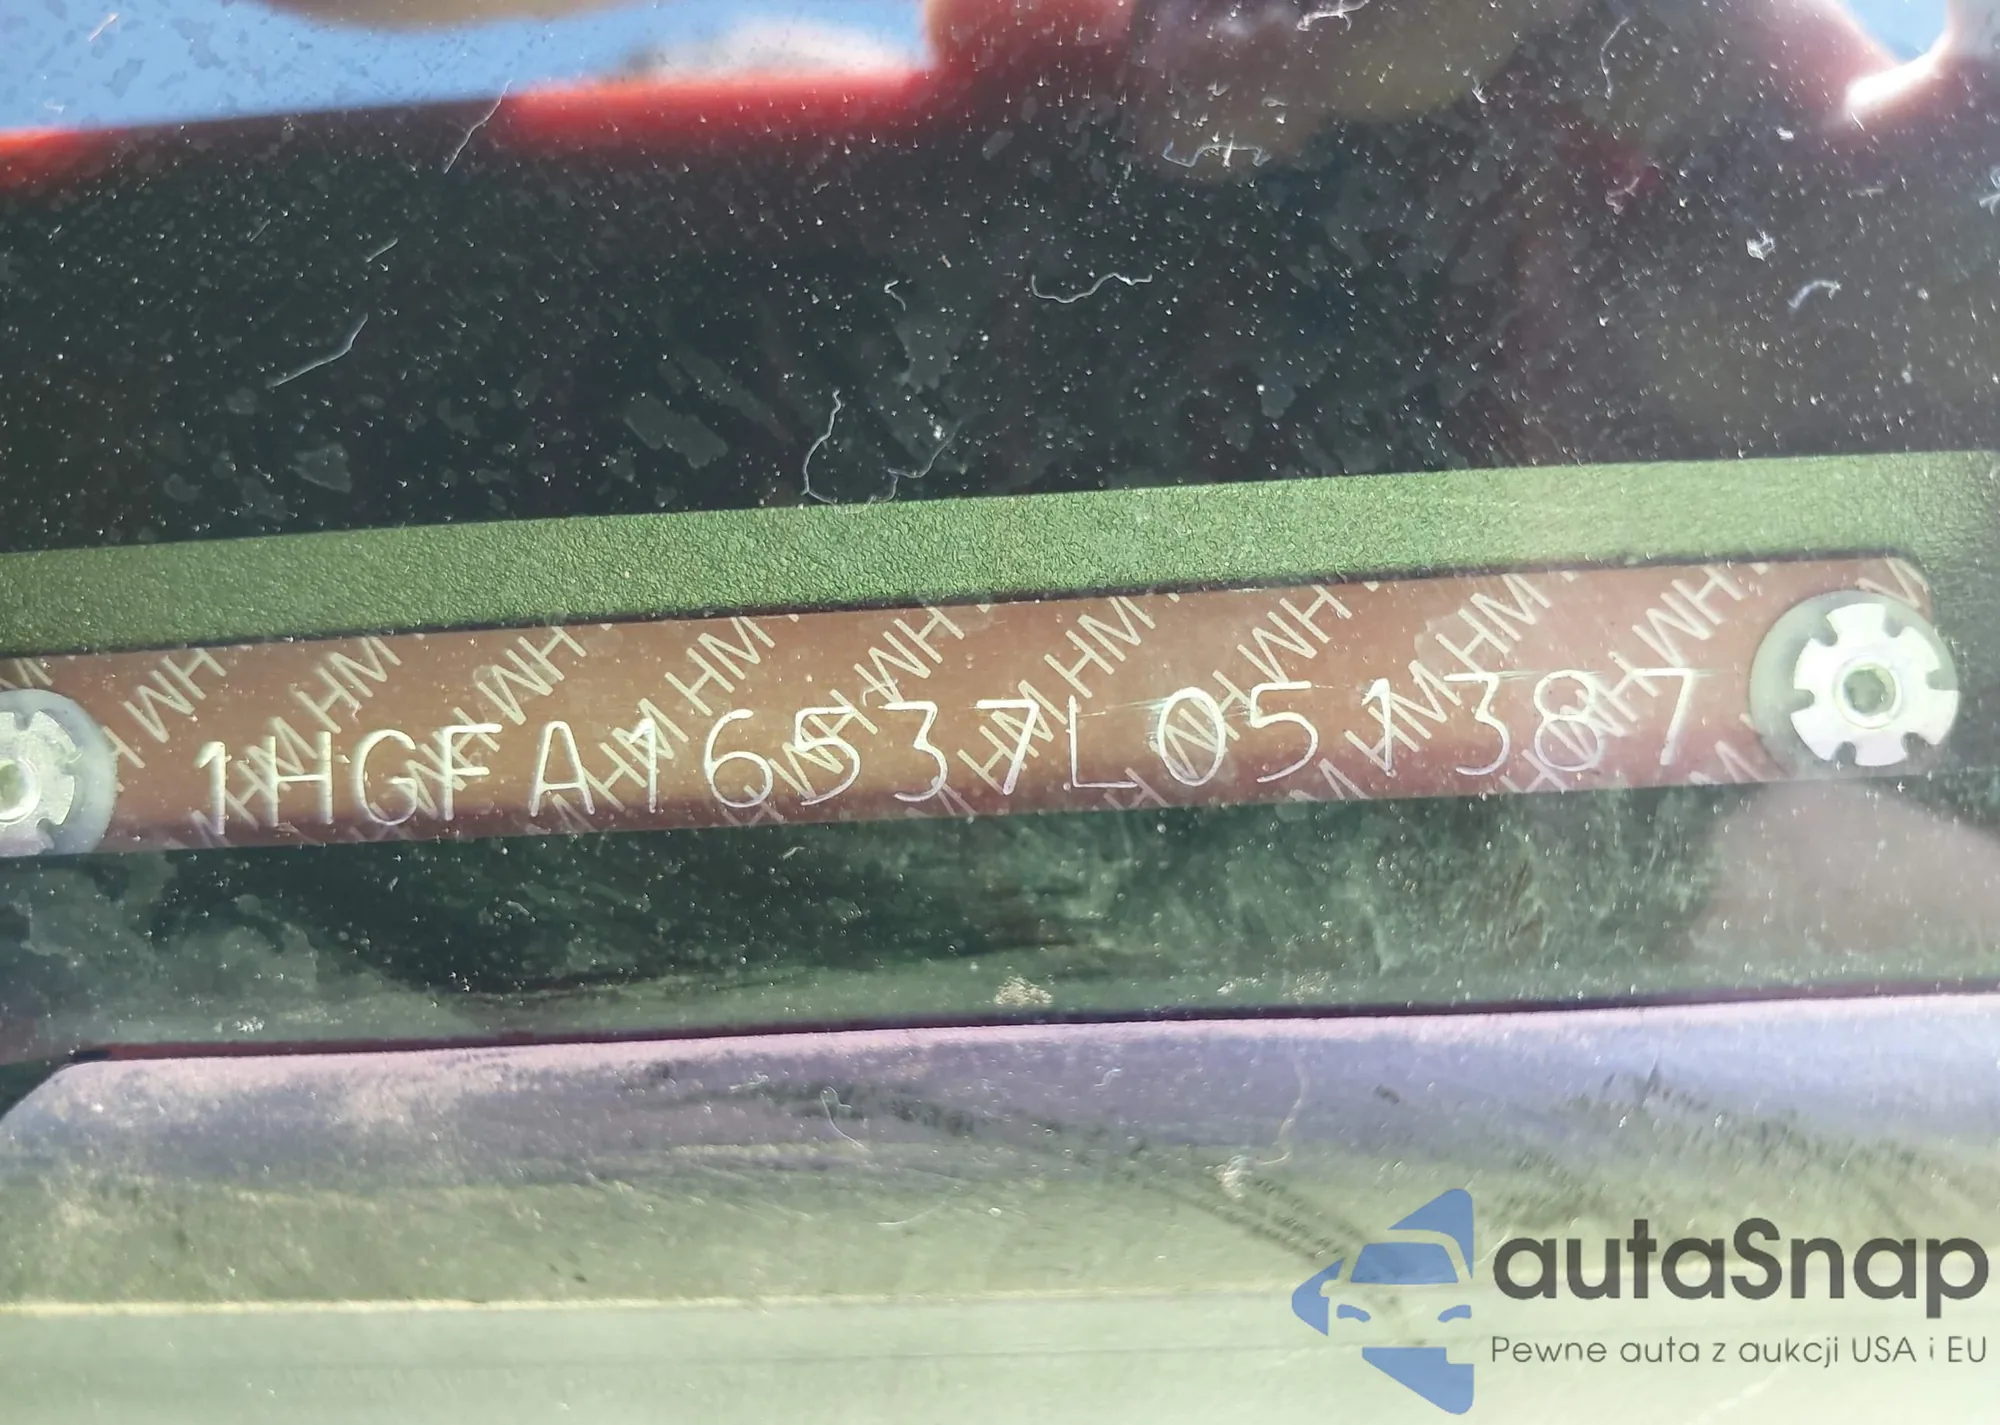 1HGFA16537L051387
autaSnap
Pewne auta z aukcji USA i EU